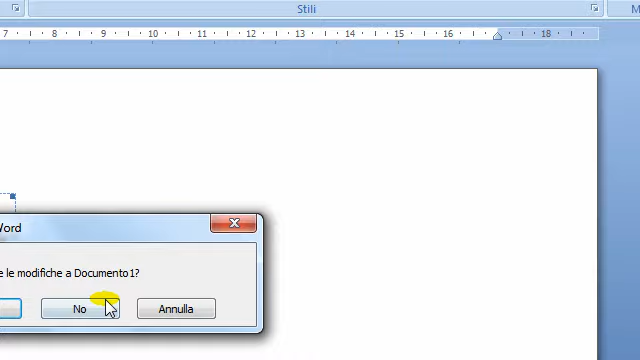 Stili
7 8 9 10 11 12 13 14 15 16 18
Word
e le modifiche a Documento1?
No Annulla